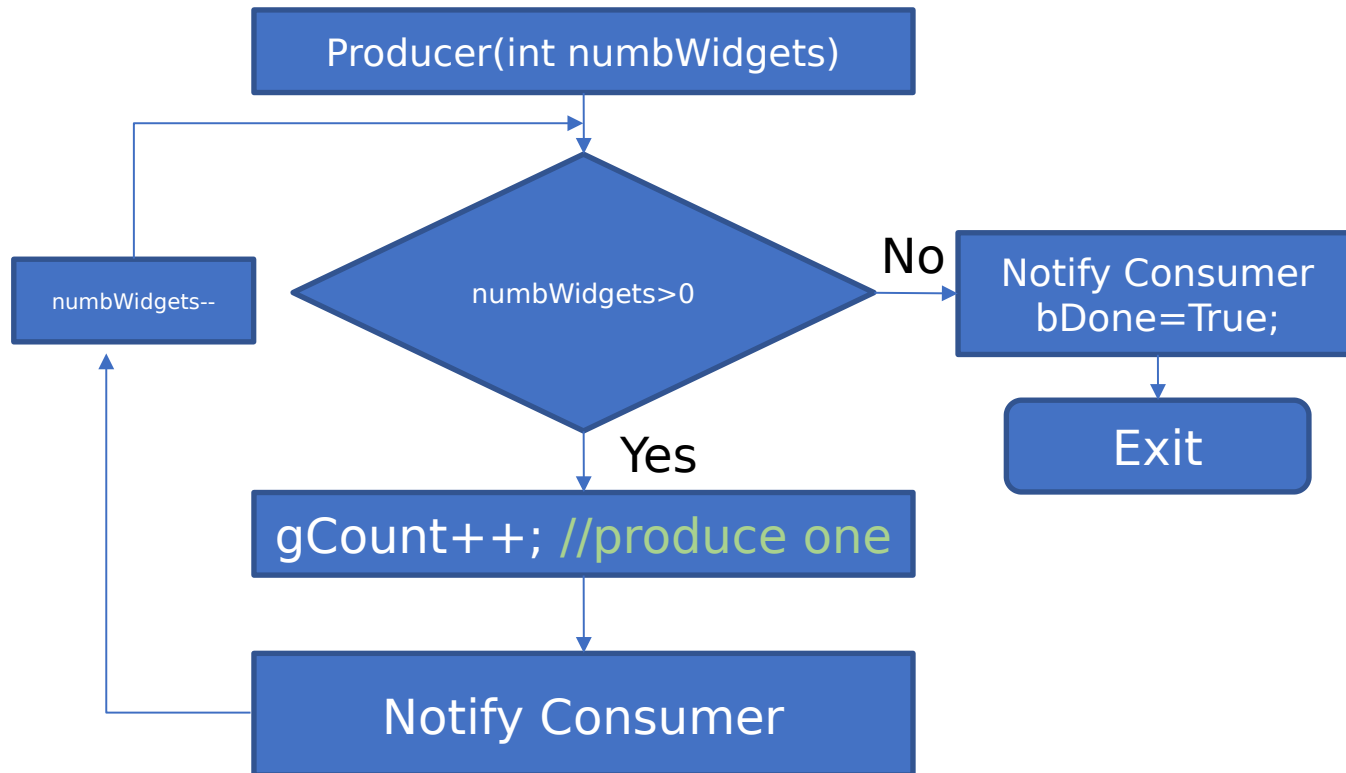 Producer(int numbWidgets)
numbWidgets--
numbWidgets>0
No
Notify Consumer
bDone=True;
Exit
Yes
gCount++; //produce one
Notify Consumer